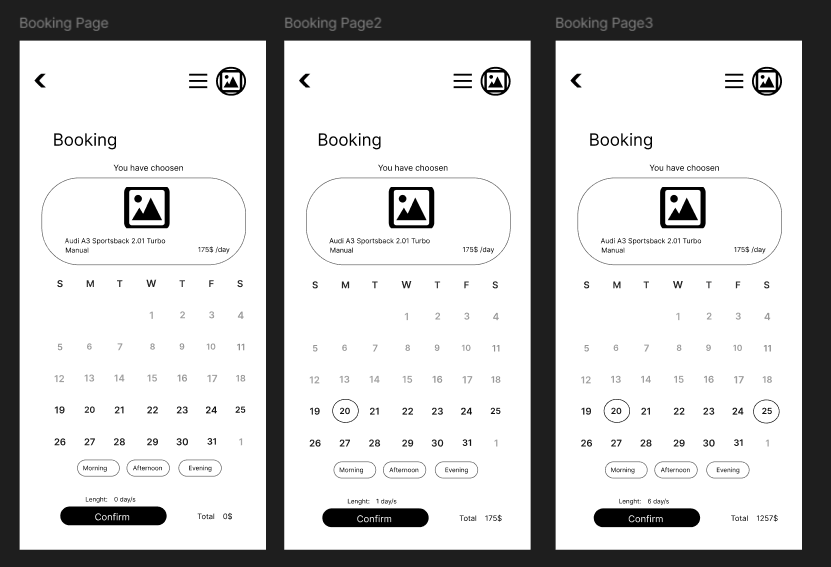 Booking Page
Booking
You have choosen
Audi A3 Sportsback 2.01 Turbo
Manual 175$ /day
S M T W T F S
1 2 3 4
5 6 7 8 9 10 11
12 13 14 15 16 17 18
19 20 21 22 23 24 25
26 27 28 29 30 31 1
Morning Afternoon Evening
Lenght: 0 day/s
Confirm Total 0$
Booking Page2
Booking
You have choosen
Audi A3 Sportsback 2.01 Turbo
Manual 175$ /day
S M T W T F S
1 2 3 4
5 6 7 8 9 10 11
12 13 14 15 16 17 18
19 20 21 22 23 24 25
26 27 28 29 30 31 1
Morning Afternoon Evening
Lenght: 1 day/s
Confirm Total 175$
Booking Page3
Booking
You have choosen
Audi A3 Sportsback 2.01 Turbo
Manual 175$ /day
S M T W T F S
1 2 3 4
5 6 7 8 9 10 11
12 13 14 15 16 17 18
19 20 21 22 23 24 25
26 27 28 29 30 31 1
Morning Afternoon Evening
Lenght: 6 day/s
Confirm Total 1257$